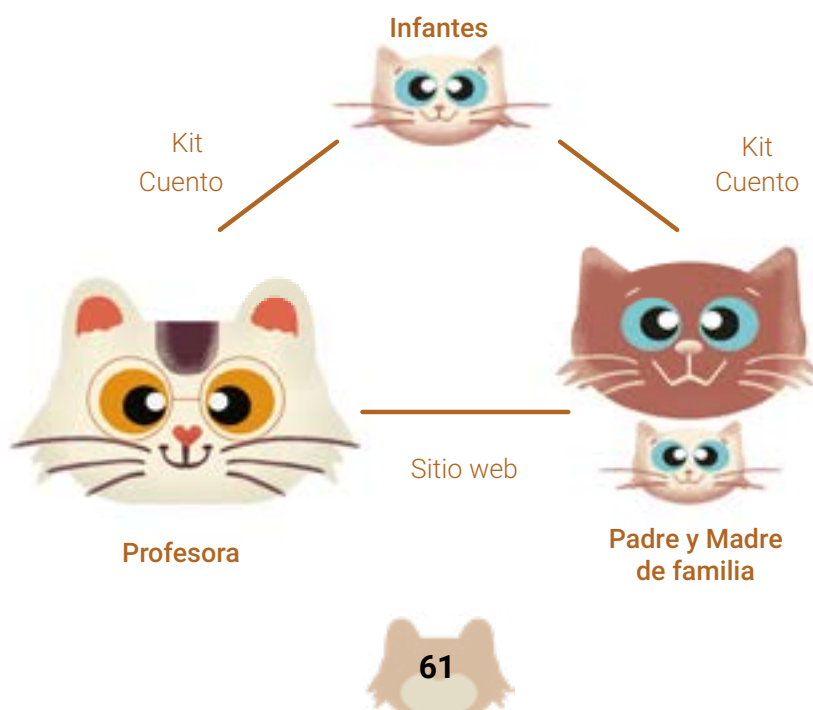 Infantes
Kit
Cuento
Kit
Cuento
Sitio web
Profesora
Padre y Madre
de familia
61